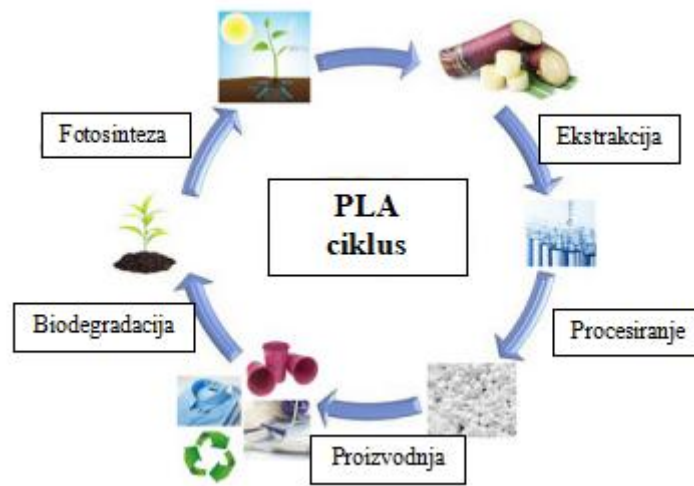 Fotosinteza
Ekstrakcija
PLA
ciklus
Biodegradacija
Procesiranje
Proizvodnja